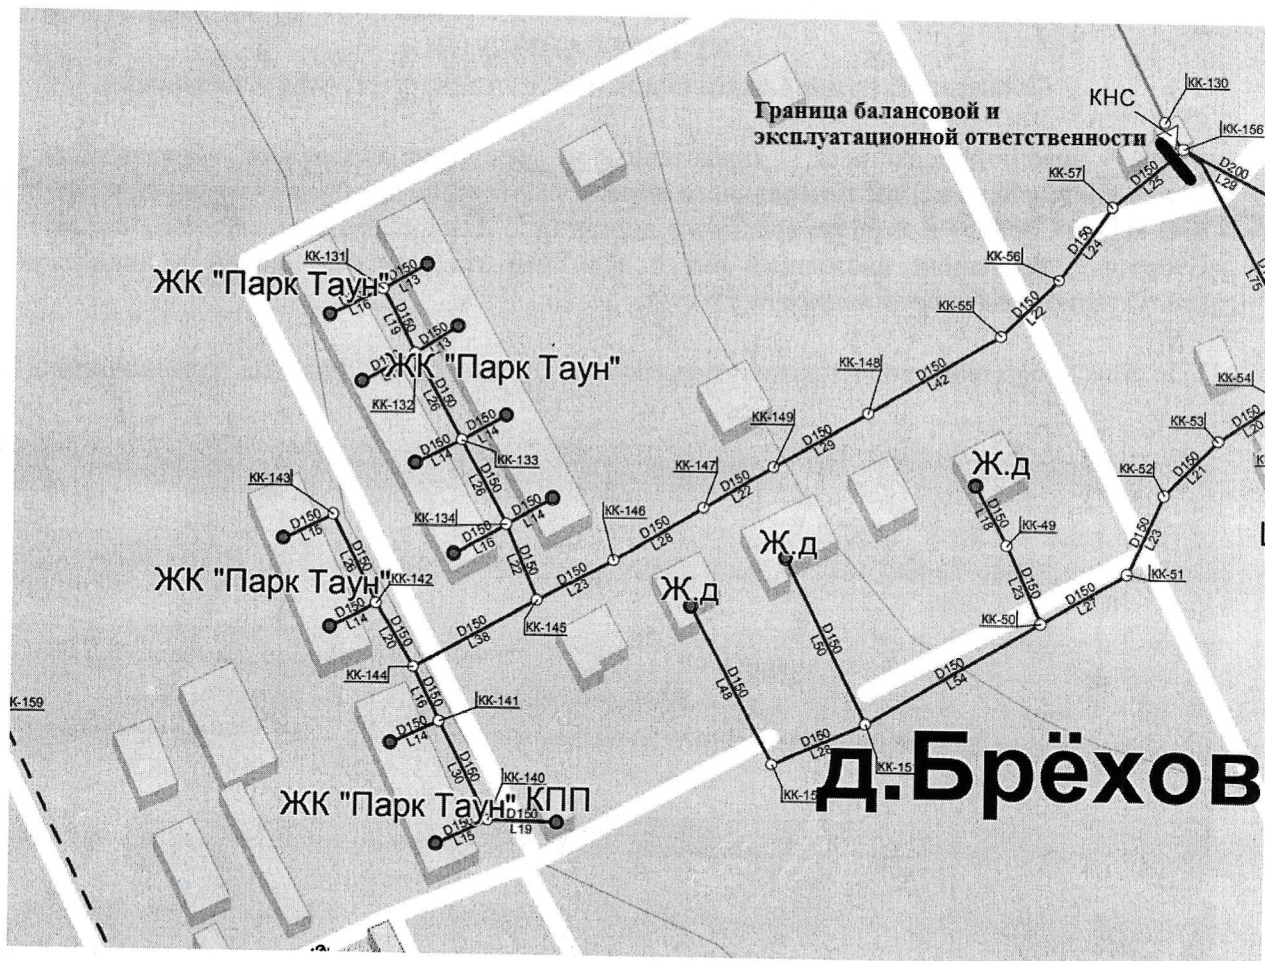 КК-130
КНС
Граница балансовой и
эксплуатационной ответственности
КК-156
D200
L29
D150
L25
КК-57
D150
L24
КК-56
D150
L22
КК-55
L75
КК-131
D150
L13
ЖК "Парк Таун"
L16
D150
L19
L13
ЖК "Парк Таун"
КК-132
D150
L26
КК-148
D150
L42
КК-54
L20
КК-53
D150
L21
КК-52
D150
L14
D150
L14
КК-133
КК-149
D150
L29
КК-147
D150
L22
Ж.д
D150
L18
КК-49
D150
L23
КК-143
D150
L15
D150
L26
D150
L26
КК-134
D150
L14
D150
L16
КК-146
D150
L28
Ж.д
D150
L23
КК-51
D150
L27
КК-50
ЖК "Парк Таун"
КК-142
D150
L14
D150
L20
D150
L22
D150
L23
КК-145
D150
L38
КК-144
Ж.д
D150
L48
D150
L50
D150
L54
D150
L16
КК-141
D150
L14
К-159
D150
L30
КК-140
D150
L28
д.Брёхов
ЖК "Парк Таун"
КПП
D150
L15
D150
L19